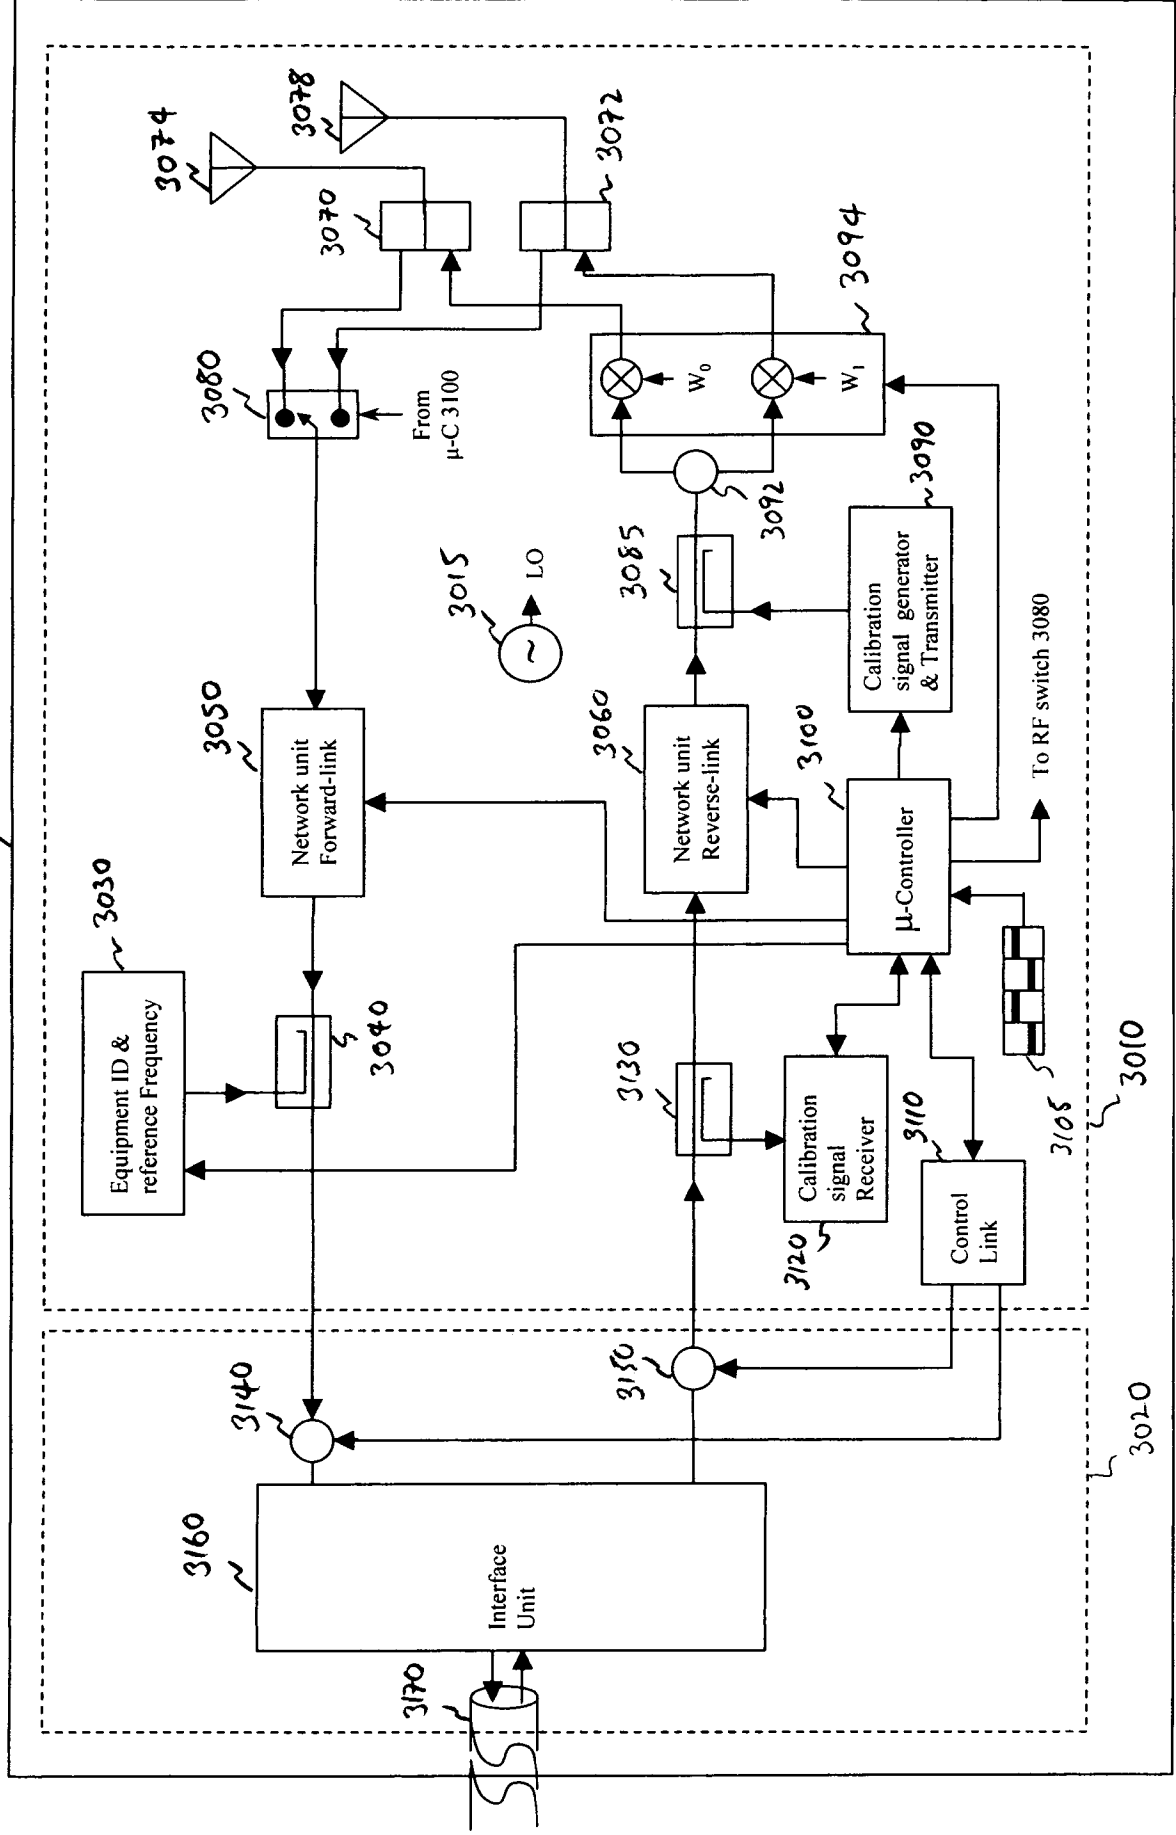 3074
3078
3070
3072
3080
From
μ-C 3100
3094
W0
W1
3092
3090
3085
3015
~
LO
3050
Network unit
Forward-link
3060
Network unit
Reverse-link
3100
μ-Controller
Calibration
signal generator
& Transmitter
To RF switch 3080
3030
Equipment ID &
reference Frequency
3040
3130
Calibration
signal
Receiver
3120
3110
Control
Link
3105
3010
3140
3150
3020
3160
Interface
Unit
3170